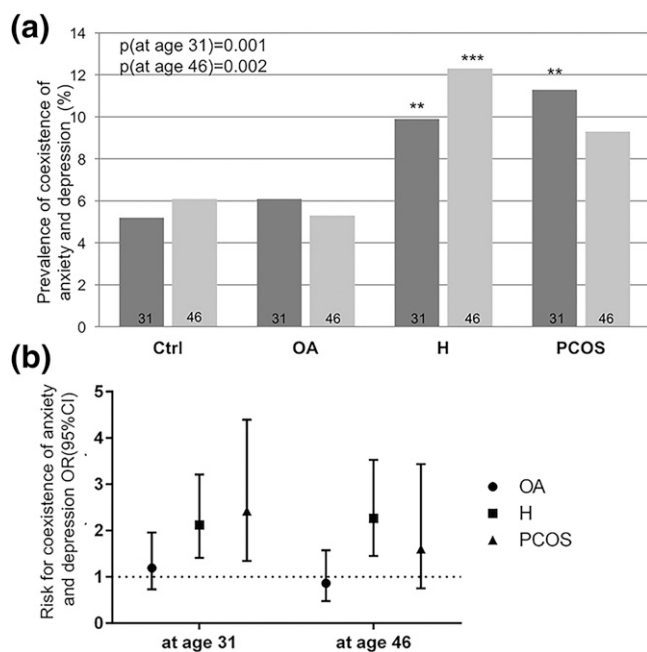 (a)
p(at age 31)=0.001
p(at age 46)=0.002
Prevalence of coexistence of
anxiety and depression (%)
14
12
10
8
6
4
2
0
** *** **
31 46 31 46 31 46 31 46
Ctrl OA H PCOS
(b)
Risk for coexistence of anxiety
and depression OR(95%CI)
5
4
3
2
1
0
at age 31 at age 46
OA
H
PCOS